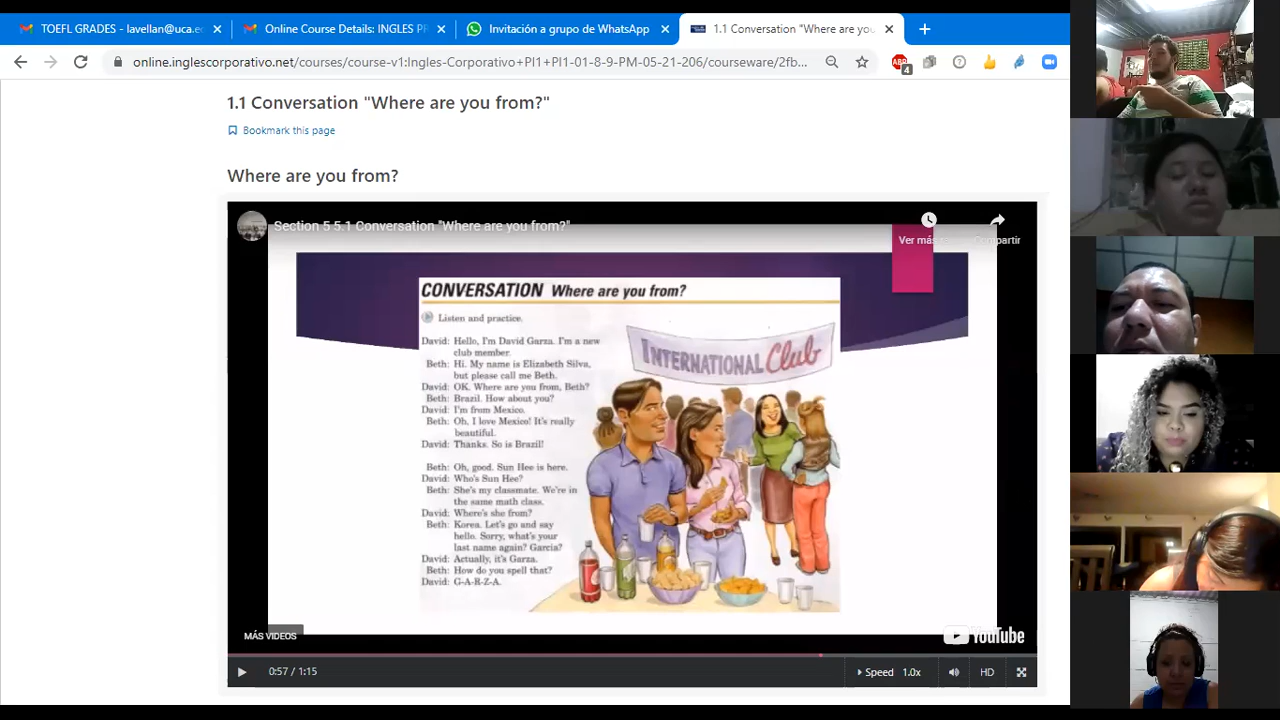 TOEFL GRADES - lavellan@uca.ec
Online Course Details: INGLES PR
Invitación a grupo de WhatsApp
1.1 Conversation "Where are you
online.inglescorporativo.net/courses/course-v1:Ingles-Corporativo+PI1+PI1-01-8-9-PM-05-21-206/courseware/2fb...
ABP
4
1.1 Conversation "Where are you from?"
Bookmark this page
Where are you from?
Section 5 5.1 Conversation "Where are you from?"
Ver más
Compartir
CONVERSATION Where are you from?
Listen and practice.
David: Hello, I'm David Garza. I'm a new
club member.
Beth: Hi. My name is Elizabeth Silva,
but please call me Beth.
David: OK. Where are you from, Beth?
Beth: Brazil. How about you?
David: I'm from Mexico.
Beth: Oh, I love Mexico! It's really
beautiful.
David: Thanks. So is Brazil!
Beth: Oh, good. Sun Hee is here.
David: Who's Sun Hee?
Beth: She's my classmate. We're in
the same math class.
David: Where's she from?
Beth: Korea. Let's go and say
hello. Sorry, what's your
last name again? Garcia?
David: Actually, it's Garza.
Beth: How do you spell that?
David: G-A-R-Z-A.
INTERNATIONAL Club
MÁS VIDEOS
YouTube
0:57 / 1:15
Speed 1.0x
HD